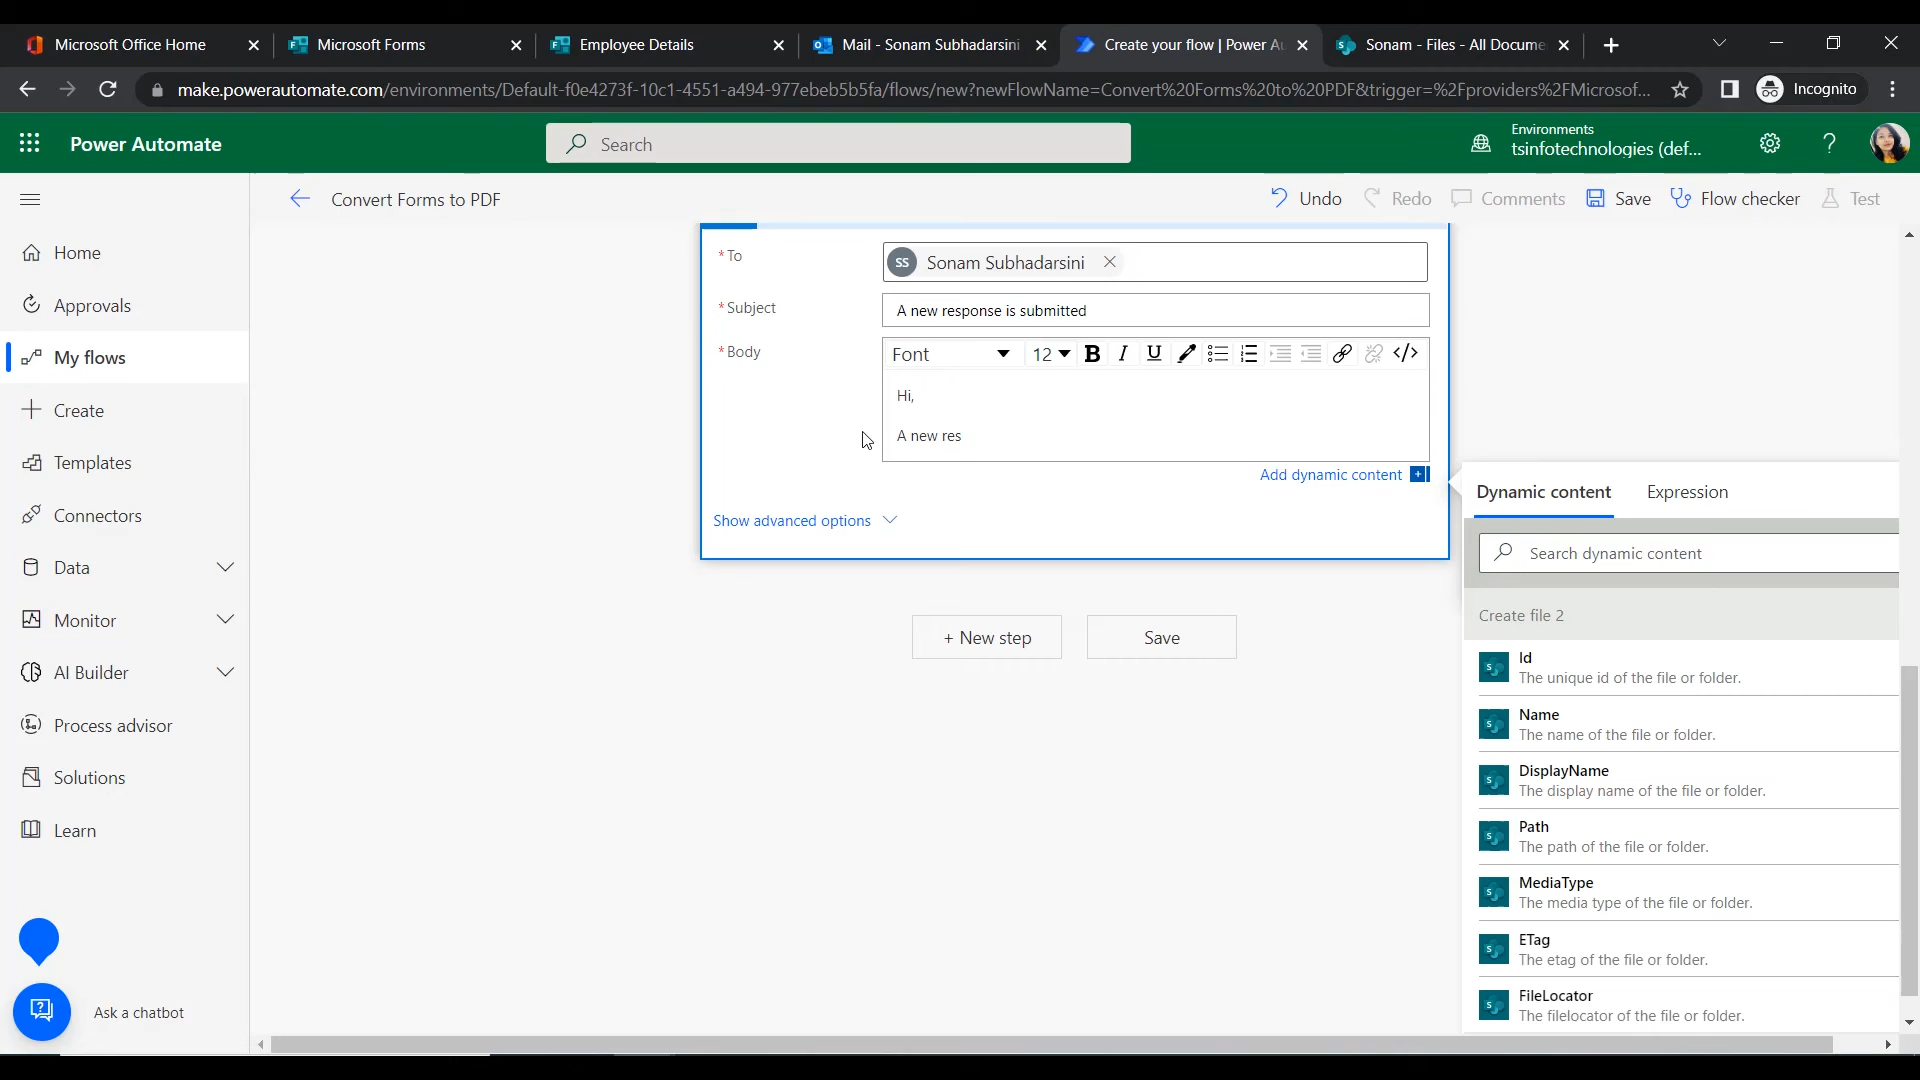 Microsoft Office Home
Microsoft Forms
Employee Details
Mail - Sonam Subhadarsini
Create your flow | Power Au
Sonam - Files - All Docume
make.powerautomate.com/environments/Default-f0e4273f-10c1-4551-a494-977ebeb5b5fa/flows/new?newFlowName=Convert%20Forms%20to%20PDF&trigger=%2Fproviders%2FMicrosof...
Incognito
Power Automate
Search
Environments
tsinfotechnologies (def...
Convert Forms to PDF
Undo
Redo
Comments
Save
Flow checker
Test
Home
Approvals
My flows
Create
Templates
Connectors
Data
Monitor
AI Builder
Process advisor
Solutions
Learn
Ask a chatbot
* To
SS Sonam Subhadarsini
* Subject
A new response is submitted
* Body
Font 12 B I U </>
Hi,
A new res
Add dynamic content +
Show advanced options
+ New step
Save
Dynamic content
Expression
Search dynamic content
Create file 2
Id
The unique id of the file or folder.
Name
The name of the file or folder.
DisplayName
The display name of the file or folder.
Path
The path of the file or folder.
MediaType
The media type of the file or folder.
ETag
The etag of the file or folder.
FileLocator
The filelocator of the file or folder.